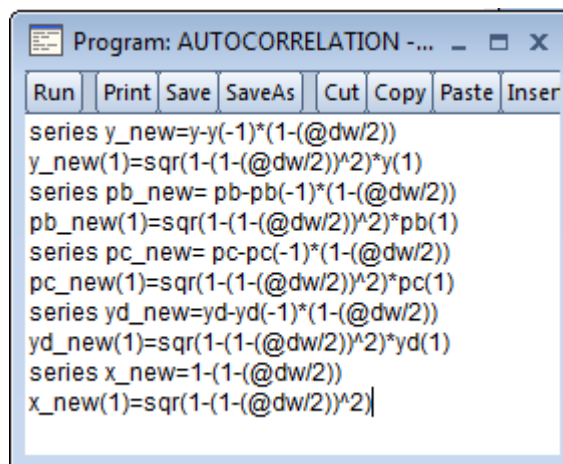 Program: AUTOCORRELATION -...
Run Print Save SaveAs Cut Copy Paste Inser
series y_new=y-y(-1)*(1-(@dw/2))
y_new(1)=sqr(1-(1-(@dw/2))^2)*y(1)
series pb_new= pb-pb(-1)*(1-(@dw/2))
pb_new(1)=sqr(1-(1-(@dw/2))^2)*pb(1)
series pc_new= pc-pc(-1)*(1-(@dw/2))
pc_new(1)=sqr(1-(1-(@dw/2))^2)*pc(1)
series yd_new=yd-yd(-1)*(1-(@dw/2))
yd_new(1)=sqr(1-(1-(@dw/2))^2)*yd(1)
series x_new=1-(1-(@dw/2))
x_new(1)=sqr(1-(1-(@dw/2))^2)